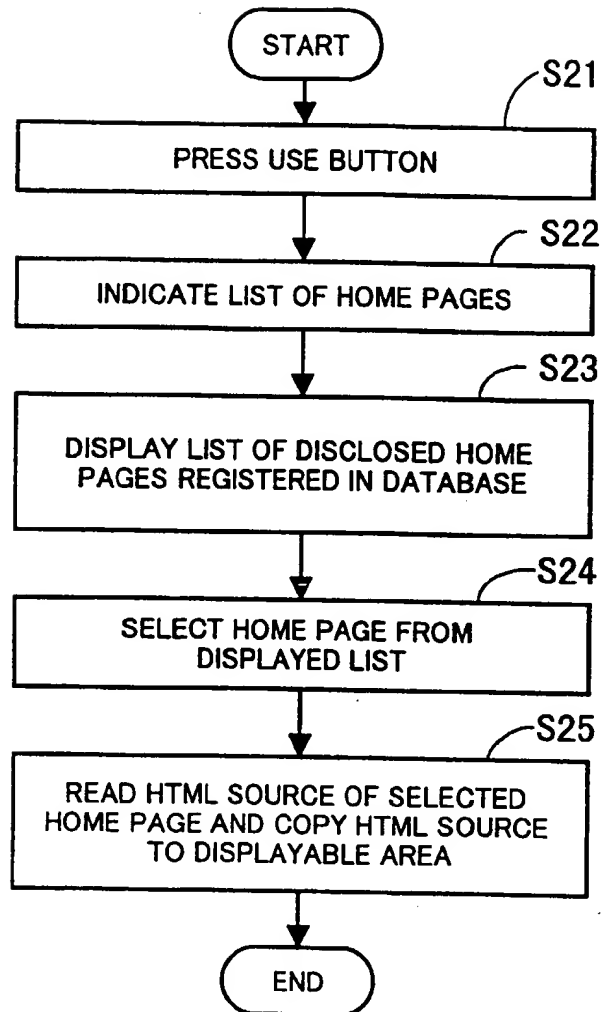 START
S21
PRESS USE BUTTON
S22
INDICATE LIST OF HOME PAGES
S23
DISPLAY LIST OF DISCLOSED HOME
PAGES REGISTERED IN DATABASE
S24
SELECT HOME PAGE FROM
DISPLAYED LIST
S25
READ HTML SOURCE OF SELECTED
HOME PAGE AND COPY HTML SOURCE
TO DISPLAYABLE AREA
END